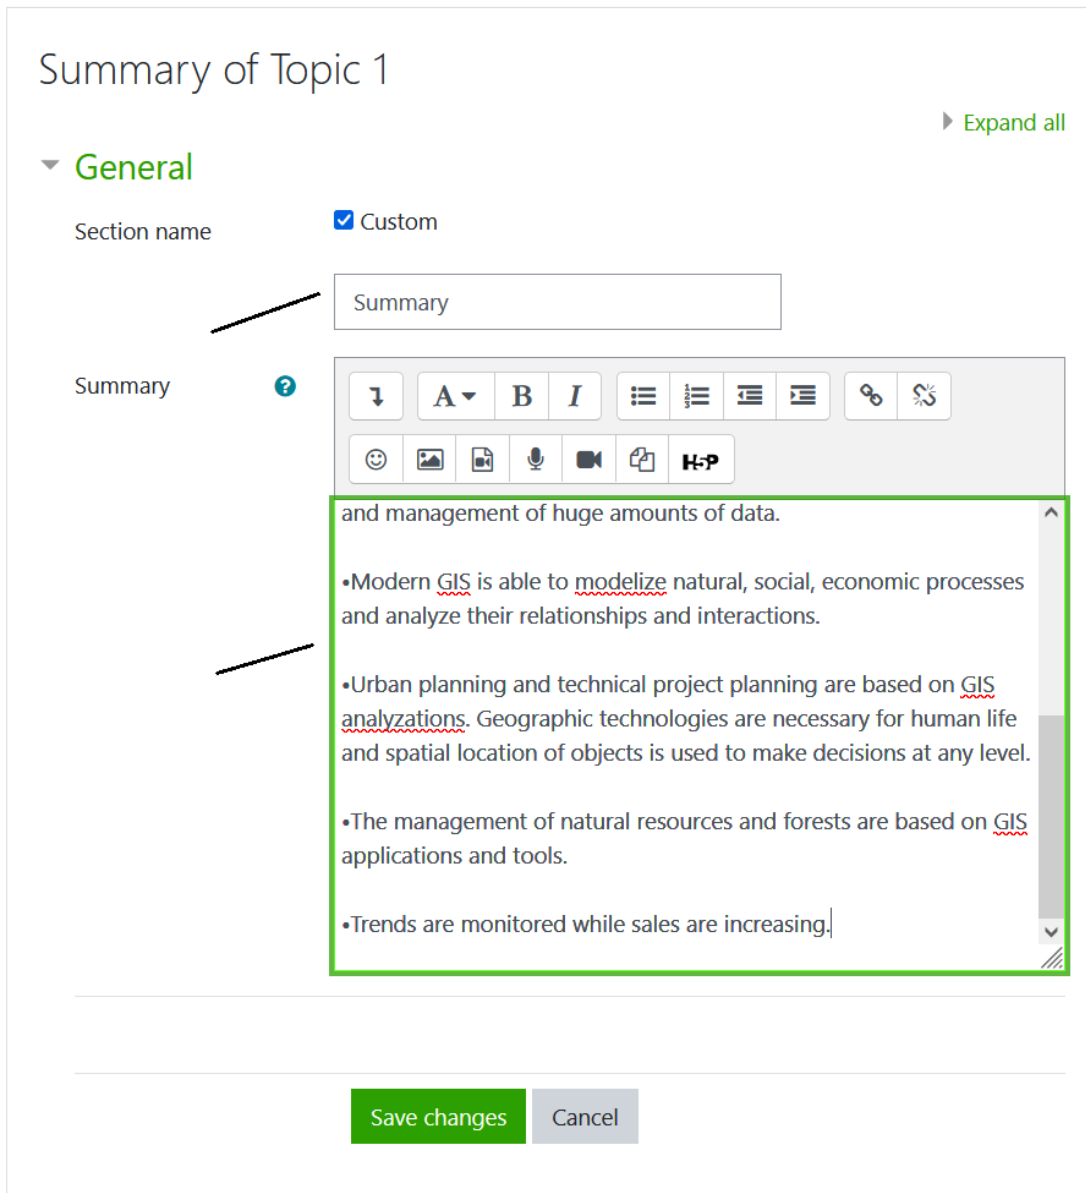 Summary of Topic 1
Expand all
General
Section name
Custom
Summary
Summary
A B I
H5P
and management of huge amounts of data.
•Modern GIS is able to modelize natural, social, economic processes
and analyze their relationships and interactions.
•Urban planning and technical project planning are based on GIS
analyzations. Geographic technologies are necessary for human life
and spatial location of objects is used to make decisions at any level.
•The management of natural resources and forests are based on GIS
applications and tools.
•Trends are monitored while sales are increasing.
Save changes
Cancel